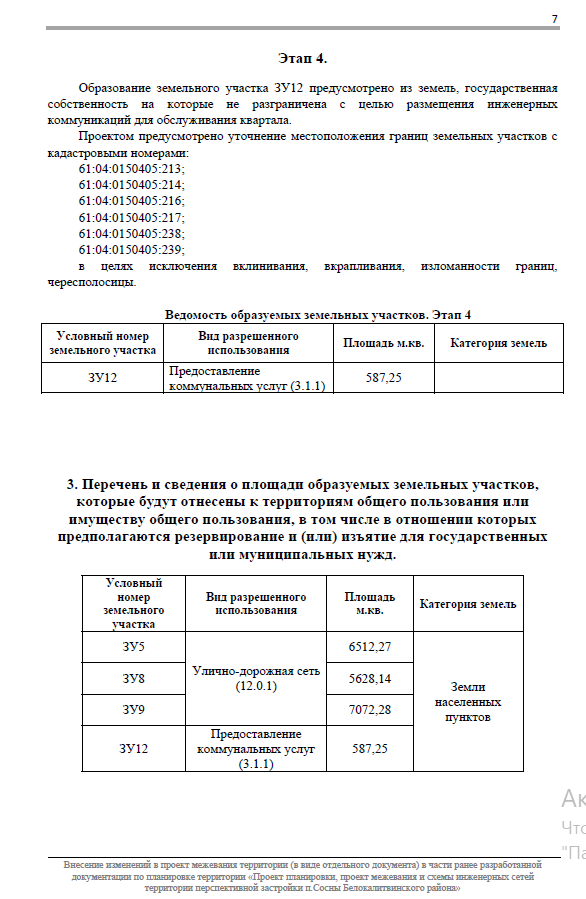 7
Этап 4.
Образование земельного участка ЗУ12 предусмотрено из земель, государственная
собственность на которые не разграничена с целью размещения инженерных
коммуникаций для обслуживания квартала.
Проектом предусмотрено уточнение местоположения границ земельных участков с
кадастровыми номерами:
61:04:0150405:213;
61:04:0150405:214;
61:04:0150405:216;
61:04:0150405:217;
61:04:0150405:238;
61:04:0150405:239;
в целях исключения вклинивания, вкрапливания, изломанности границ,
чересполосицы.
Ведомость образуемых земельных участков. Этап 4
Условный номер
земельного участка
Вид разрешенного
использования
Площадь м.кв.
Категория земель
ЗУ12
Предоставление
коммунальных услуг (3.1.1)
587,25
3. Перечень и сведения о площади образуемых земельных участков,
которые будут отнесены к территориям общего пользования или
имуществу общего пользования, в том числе в отношении которых
предполагаются резервирование и (или) изъятие для государственных
или муниципальных нужд.
Условный
номер
земельного
участка
Вид разрешенного
использования
Площадь
м.кв.
Категория земель
ЗУ5
6512,27
ЗУ8
Улично-дорожная сеть
(12.0.1)
5628,14
ЗУ9
7072,28
Земли
населенных
пунктов
ЗУ12
Предоставление
коммунальных услуг
(3.1.1)
587,25
Ак
Что
"Па
Внесение изменений в проект межевания территории (в виде отдельного документа) в части ранее разработанной
документации по планировке территории «Проект планировки, проект межевания и схемы инженерных сетей
территории перспективной застройки п.Сосны Белокалитвинского района»